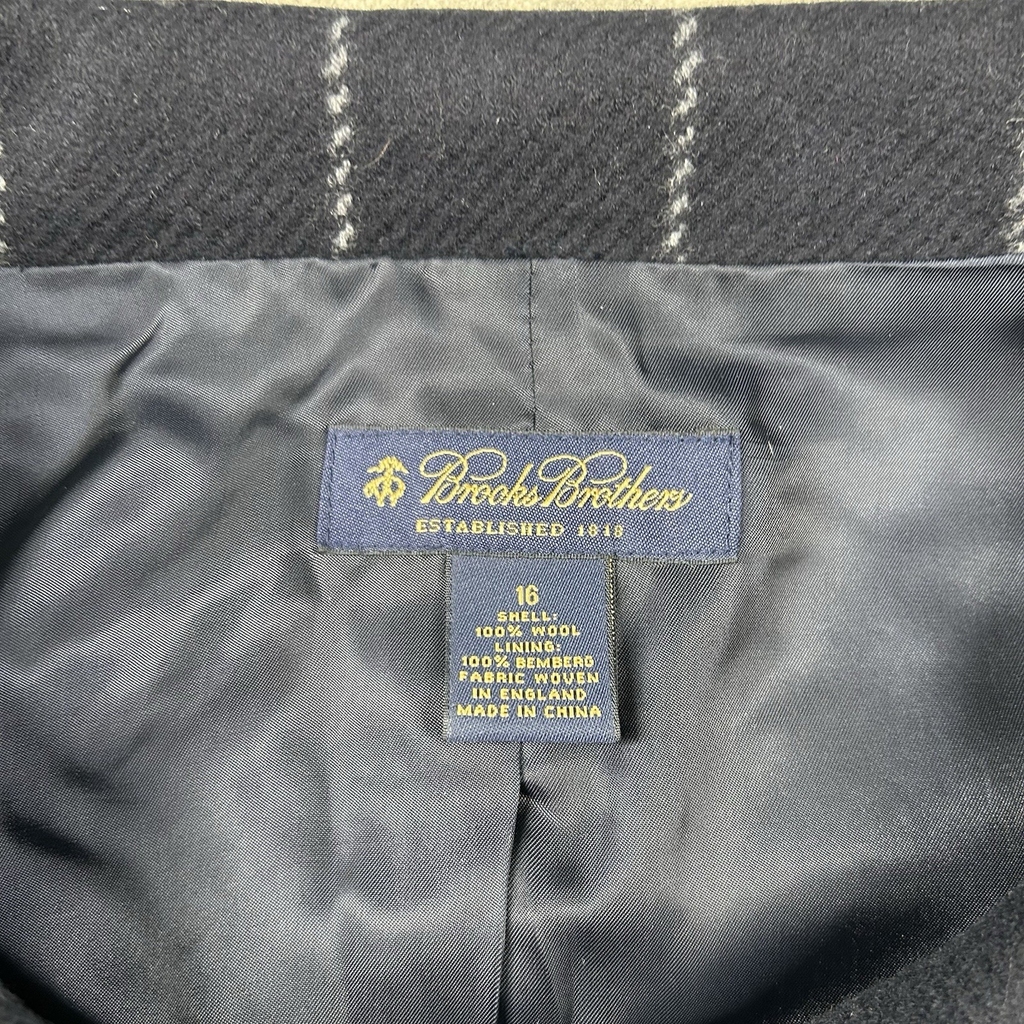 Brooks Brothers
ESTABLISHED 1818
16
SHELL:
100% WOOL
LINING:
100% BEMBERG
FABRIC WOVEN
IN ENGLAND
MADE IN CHINA